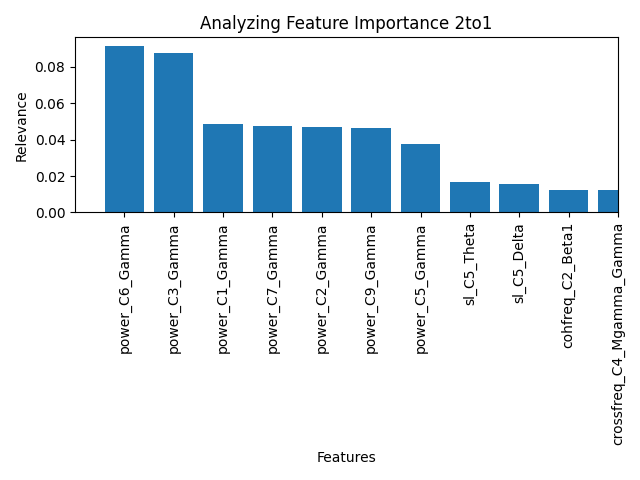 Analyzing Feature Importance 2to1
Relevance
0.08
0.06
0.04
0.02
0.00
power_C6_Gamma
power_C3_Gamma
power_C1_Gamma
power_C7_Gamma
power_C2_Gamma
power_C9_Gamma
power_C5_Gamma
sl_C5_Theta
sl_C5_Delta
cohfreq_C2_Beta1
crossfreq_C4_Mgamma_Gamma
Features